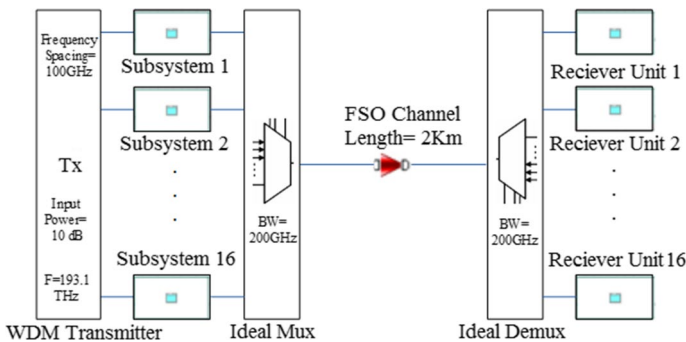 Frequency
Spacing=
100GHz
Tx
Input
Power=
10 dB
F=193.1
THz
WDM Transmitter
Subsystem 1
Subsystem 2
Subsystem 16
BW=
200GHz
Ideal Mux
FSO Channel
Length= 2Km
BW=
200GHz
Ideal Demux
Reciever Unit 1
Reciever Unit 2
Reciever Unit16